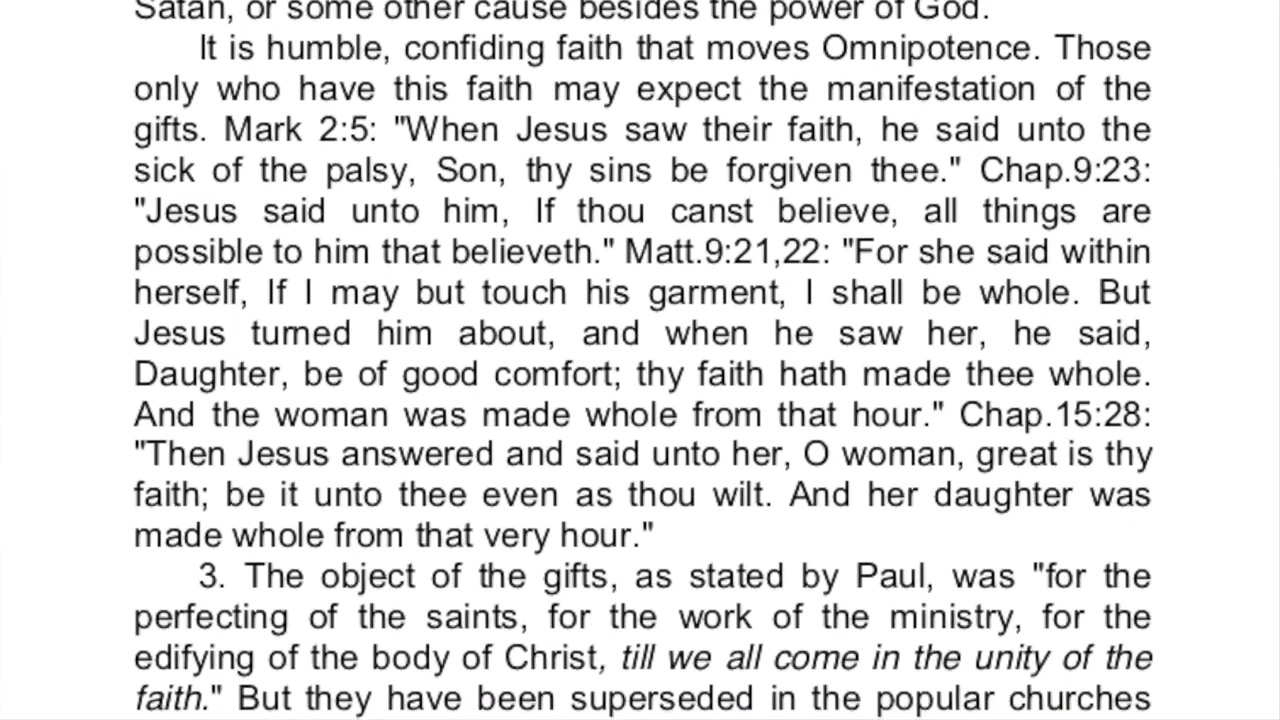 Satan, or some other cause besides the power of God.
It is humble, confiding faith that moves Omnipotence. Those
only who have this faith may expect the manifestation of the
gifts. Mark 2:5: "When Jesus saw their faith, he said unto the
sick of the palsy, Son, thy sins be forgiven thee." Chap.9:23:
"Jesus said unto him, If thou canst believe, all things are
possible to him that believeth." Matt.9:21,22: "For she said within
herself, If I may but touch his garment, I shall be whole. But
Jesus turned him about, and when he saw her, he said,
Daughter, be of good comfort; thy faith hath made thee whole.
And the woman was made whole from that hour." Chap.15:28:
"Then Jesus answered and said unto her, O woman, great is thy
faith; be it unto thee even as thou wilt. And her daughter was
made whole from that very hour."
3. The object of the gifts, as stated by Paul, was "for the
perfecting of the saints, for the work of the ministry, for the
edifying of the body of Christ, till we all come in the unity of the
faith." But they have been superseded in the popular churches